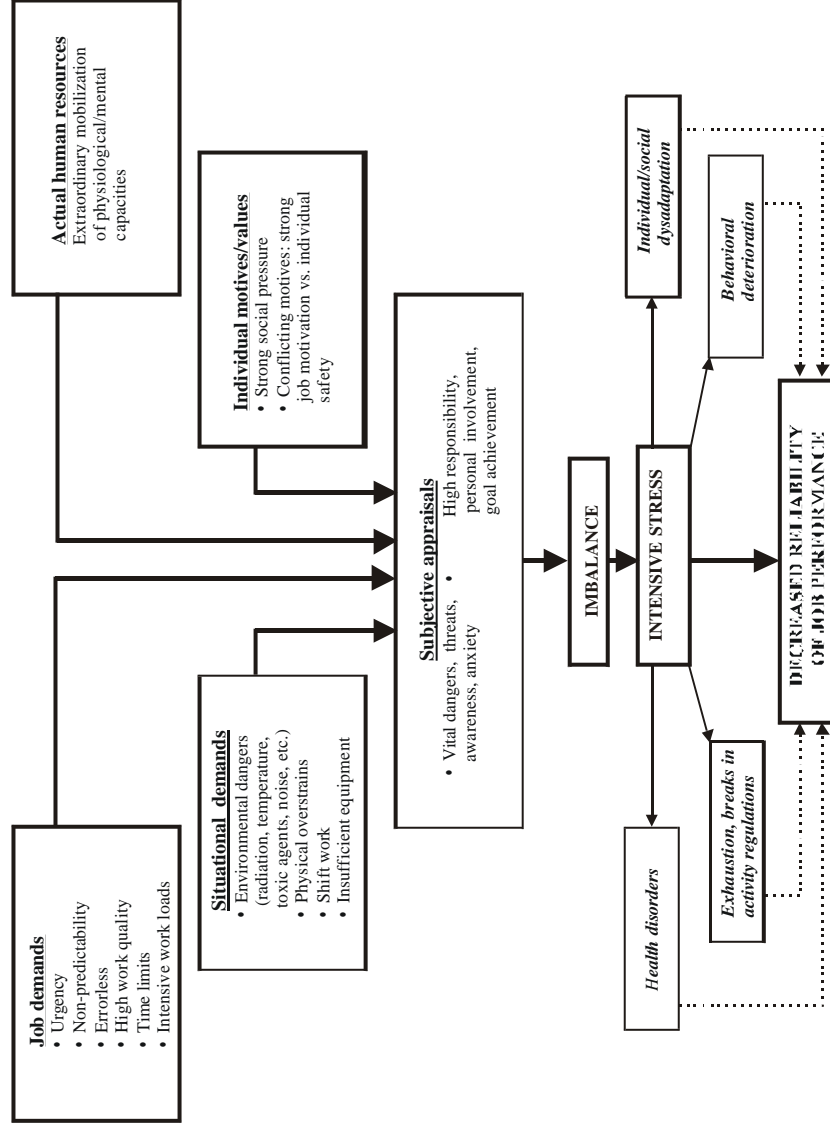 Job demands
• Urgency
• Non-predictability
• Errorless
• High work quality
• Time limits
• Intensive work loads
Actual human resources
Extraordinary mobilization
of physiological/mental
capacities
Situational demands
• Environmental dangers
(radiation, temperature,
toxic agents, noise, etc.)
• Physical overstrains
• Shift work
• Insufficient equipment
Individual motives/values
• Strong social pressure
• Conflicting motives: strong
job motivation vs. individual
safety
Subjective appraisals
• Vital dangers, threats,
awareness, anxiety
• High responsibility,
personal involvement,
goal achievement
IMBALANCE
INTENSIVE STRESS
Health disorders
Individual/social
dysadaptation
Exhaustion, breaks in
activity regulations
Behavioral
deterioration
DECREASED RELIABILITY
OF JOB PERFORMANCE